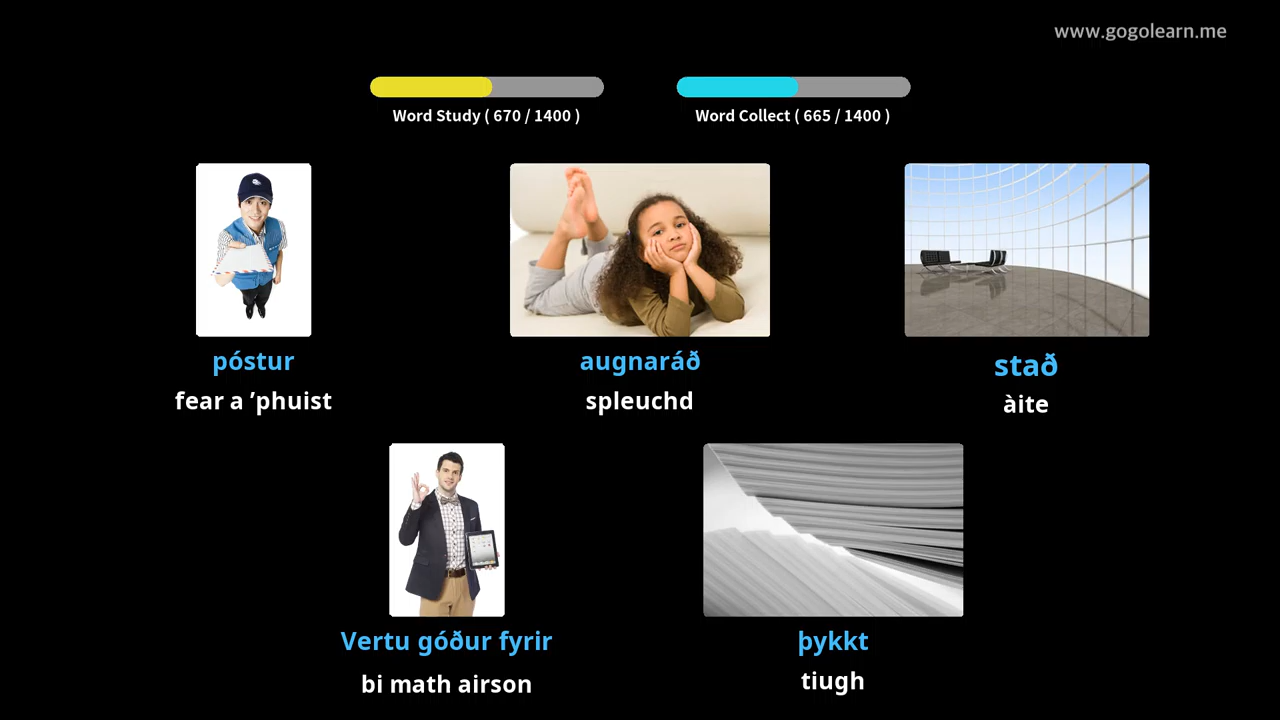 www.gogolearn.me
Word Study ( 670 / 1400 )
Word Collect ( 665 / 1400 )
póstur
augnaráð
stað
fear a ’phuist
spleuchd
àite
Vertu góður fyrir
þykkt
bi math airson
tiugh